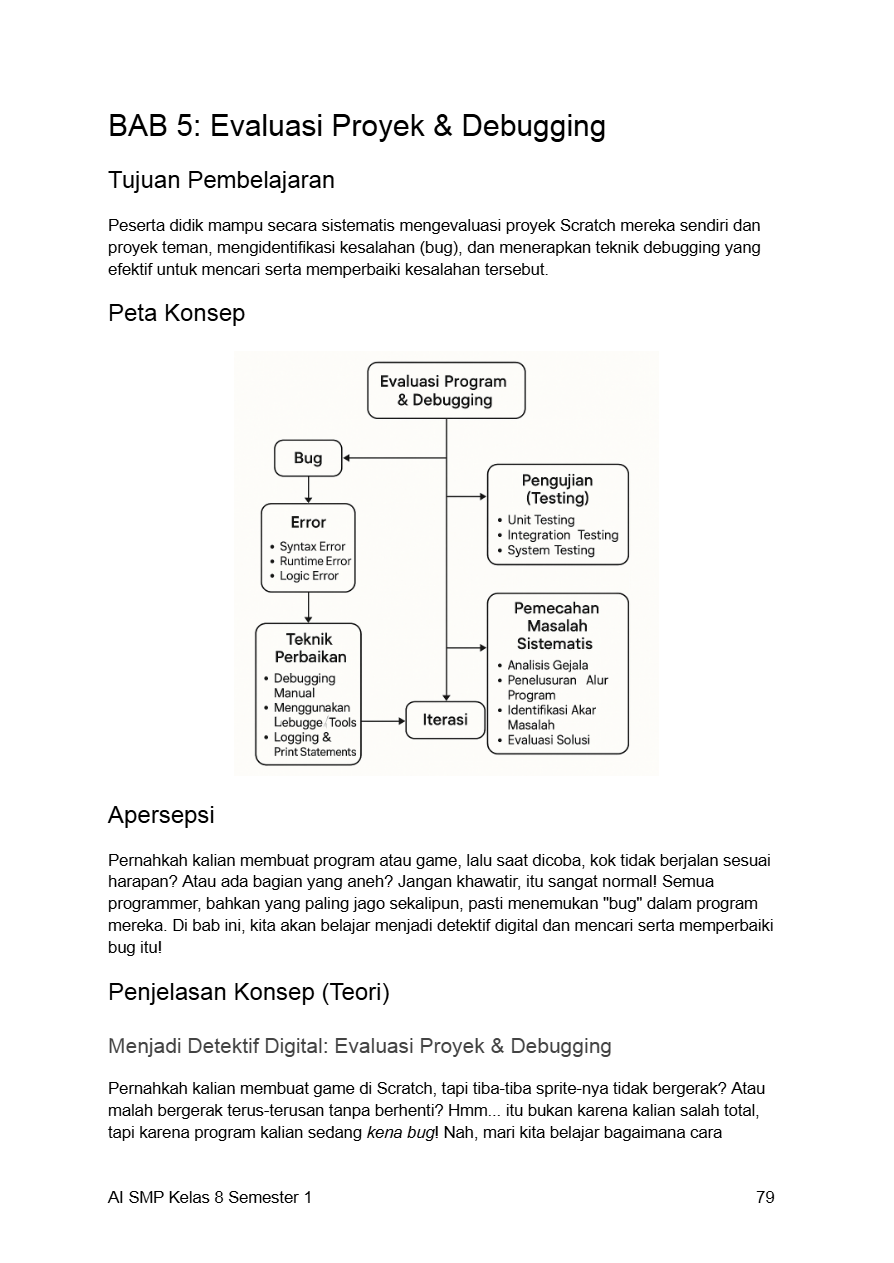 BAB 5: Evaluasi Proyek & Debugging
Tujuan Pembelajaran
Peserta didik mampu secara sistematis mengevaluasi proyek Scratch mereka sendiri dan
proyek teman, mengidentifikasi kesalahan (bug), dan menerapkan teknik debugging yang
efektif untuk mencari serta memperbaiki kesalahan tersebut.
Peta Konsep
Evaluasi Program
& Debugging
Bug
Error
• Syntax Error
• Runtime Error
• Logic Error
Teknik
Perbaikan
• Debugging
Manual
• Menggunakan
Lebugge/Tools
• Logging &
Print Statements
Iterasi
Pengujian
(Testing)
• Unit Testing
• Integration Testing
• System Testing
Pemecahan
Masalah
Sistematis
• Analisis Gejala
• Penelusuran Alur
Program
• Identifikasi Akar
Masalah
• Evaluasi Solusi
Apersepsi
Pernahkah kalian membuat program atau game, lalu saat dicoba, kok tidak berjalan sesuai
harapan? Atau ada bagian yang aneh? Jangan khawatir, itu sangat normal! Semua
programmer, bahkan yang paling jago sekalipun, pasti menemukan "bug" dalam program
mereka. Di bab ini, kita akan belajar menjadi detektif digital dan mencari serta memperbaiki
bug itu!
Penjelasan Konsep (Teori)
Menjadi Detektif Digital: Evaluasi Proyek & Debugging
Pernahkah kalian membuat game di Scratch, tapi tiba-tiba sprite-nya tidak bergerak? Atau
malah bergerak terus-terusan tanpa berhenti? Hmm... itu bukan karena kalian salah total,
tapi karena program kalian sedang kena bug! Nah, mari kita belajar bagaimana cara
AI SMP Kelas 8 Semester 1
79